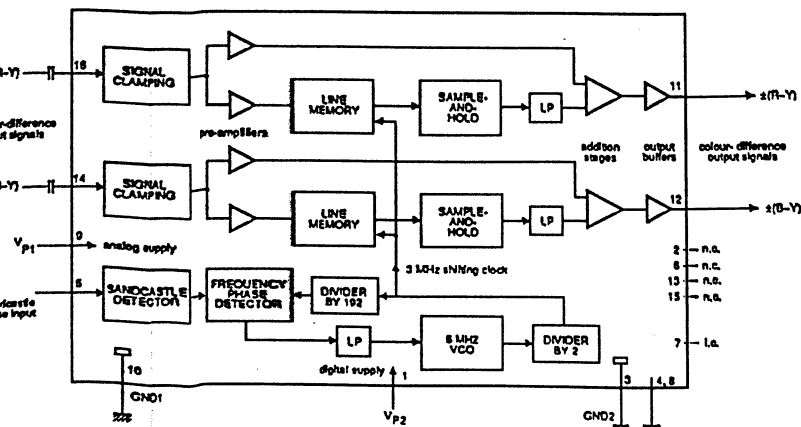 16
SIGNAL
CLAMPING
pre-amplifiers
LINE
MEMORY
SAMPLE-
AND-
HOLD
LP
addition
stages
output
buffers
11
±(R-Y)
colour-difference
output signals
14
SIGNAL
CLAMPING
LINE
MEMORY
SAMPLE-
AND-
HOLD
LP
12
±(B-Y)
VP1
9
analog supply
3 MHz shifting clock
2
n.c.
6
n.c.
13
n.c.
15
n.c.
5
SANDCASTLE
DETECTOR
FREQUENCY
PHASE
DETECTOR
DIVIDER
BY 192
LP
6 MHz
VCO
DIVIDER
BY 2
7
i.c.
10
GND1
digital supply
1
VP2
3
GND2
4, 8